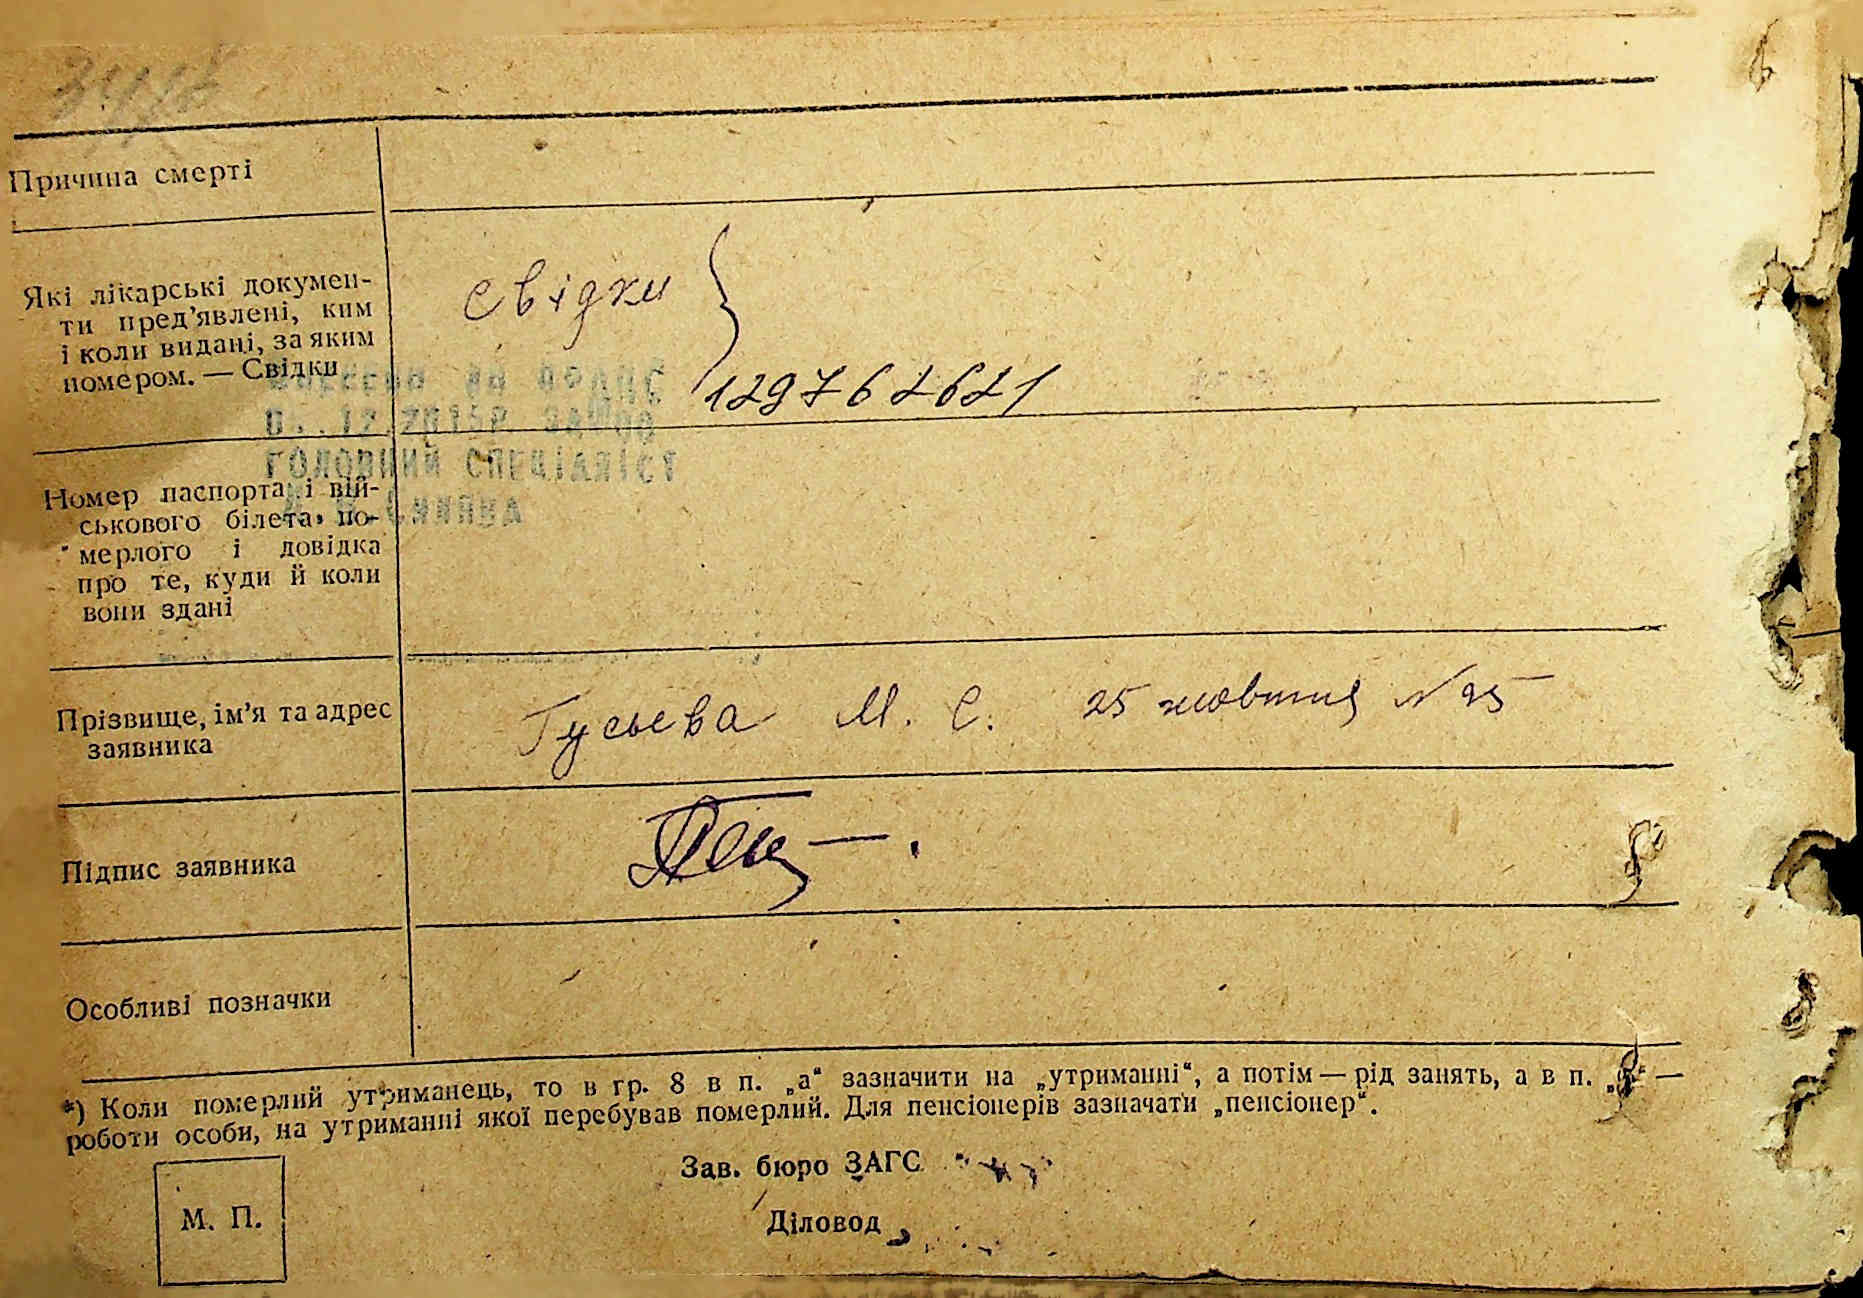 Причина смерті
Які лікарські докумен-
ти пред’явлені, ким
і коли видані, за яким
номером. — Свідки
Свідки
129762621
ГОЛОВНИЙ СПЕЦІАЛІСТ
Номер паспорта і вій-
ськового білета по-
мерлого і довідка
про те, куди й коли
вони здані
Прізвище, ім’я та адрес
заявника
Гусьева М. С. 25 жовтня N 25
Підпис заявника
Особливі позначки
*) Коли померлий утриманець, то в гр. 8 в п. „а“ зазначити на „утриманні“, а потім — рід занять, а в п. —
роботи особи, на утриманні якої перебував померлий. Для пенсіонерів зазначати „пенсіонер“.
Зав. бюро ЗАГС
М. П.
Діловод